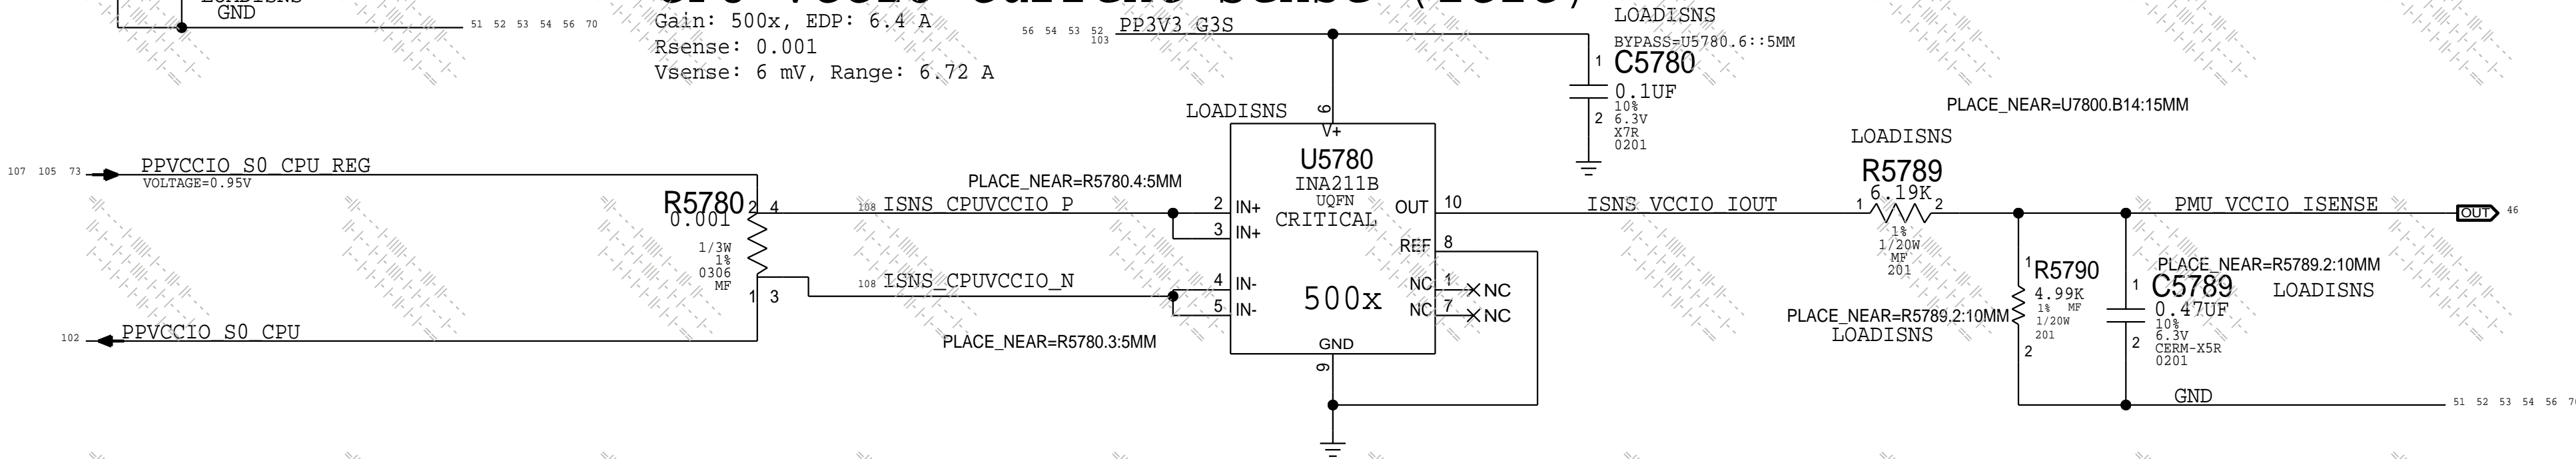 GND
51 52 53 54 56 70
Gain: 500x, EDP: 6.4 A
Rsense: 0.001
Vsense: 6 mV, Range: 6.72 A
56 54 53 52
103
PP3V3_G3S
LOADISNS
BYPASS=U5780.6::5MM
1
C5780
0.1UF
10%
2
6.3V
X7R
0201
PLACE_NEAR=U7800.B14:15MM
LOADISNS
6
V+
LOADISNS
U5780
INA211B
UQFN
CRITICAL
500x
107 105 73
PPVCCIO_S0_CPU_REG
VOLTAGE=0.95V
R5780
2 4
0.001
1/3W
1%
0306
MF
1 3
PLACE_NEAR=R5780.4:5MM
108 ISNS_CPUVCCIO_P
2 IN+
3 IN+
108 ISNS_CPUVCCIO_N
4 IN-
5 IN-
PLACE_NEAR=R5780.3:5MM
102
PPVCCIO_S0_CPU
OUT 10
REF 8
NC 1 NC
NC 7 NC
GND
9
ISNS_VCCIO_IOUT
R5789
6.19K
1 2
1%
1/20W
MF
201
PMU_VCCIO_ISENSE
OUT 46
1
R5790
4.99K
1% MF
1/20W
201
2
PLACE_NEAR=R5789.2:10MM
LOADISNS
PLACE_NEAR=R5789.2:10MM
1
C5789
LOADISNS
0.47UF
10%
2
6.3V
CERM-X5R
0201
GND
51 52 53 54 56